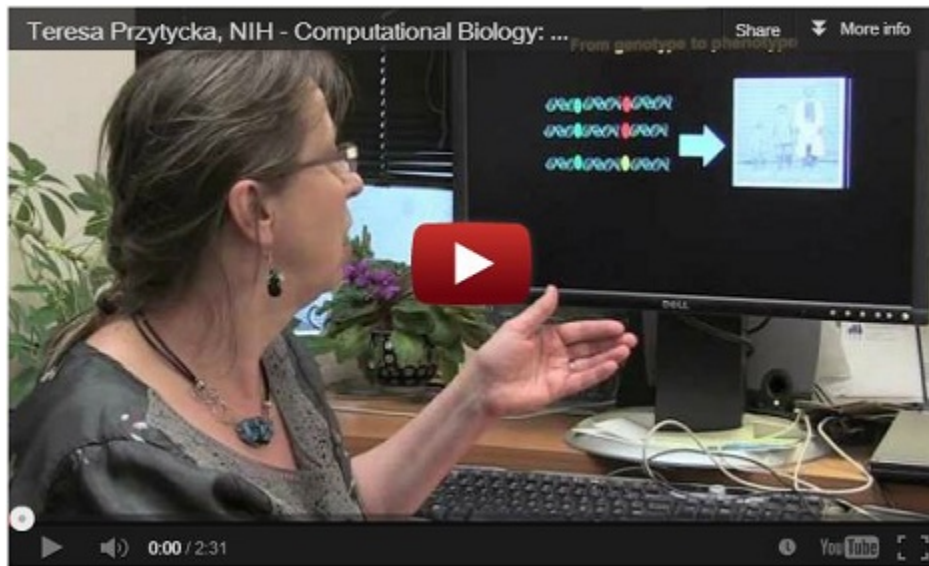 Teresa Przytycka, NIH - Computational Biology: ...
Share
More info
From genotype to phenotype
DELL
0:00 / 2:31
YouTube